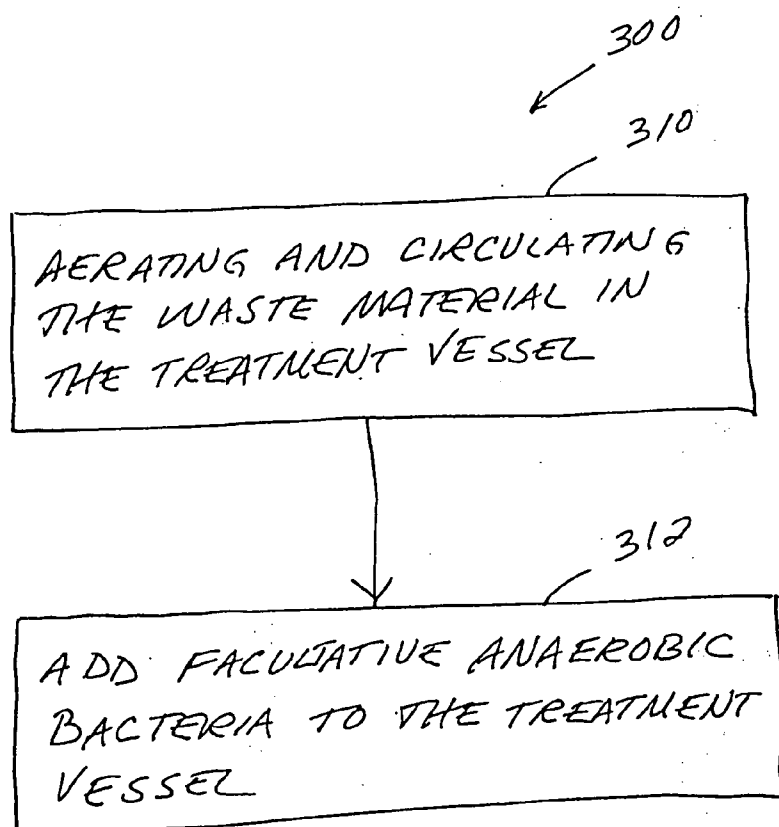 300
310
AERATING AND CIRCULATING
THE WASTE MATERIAL IN
THE TREATMENT VESSEL
312
ADD FACULTATIVE ANAEROBIC
BACTERIA TO THE TREATMENT
VESSEL